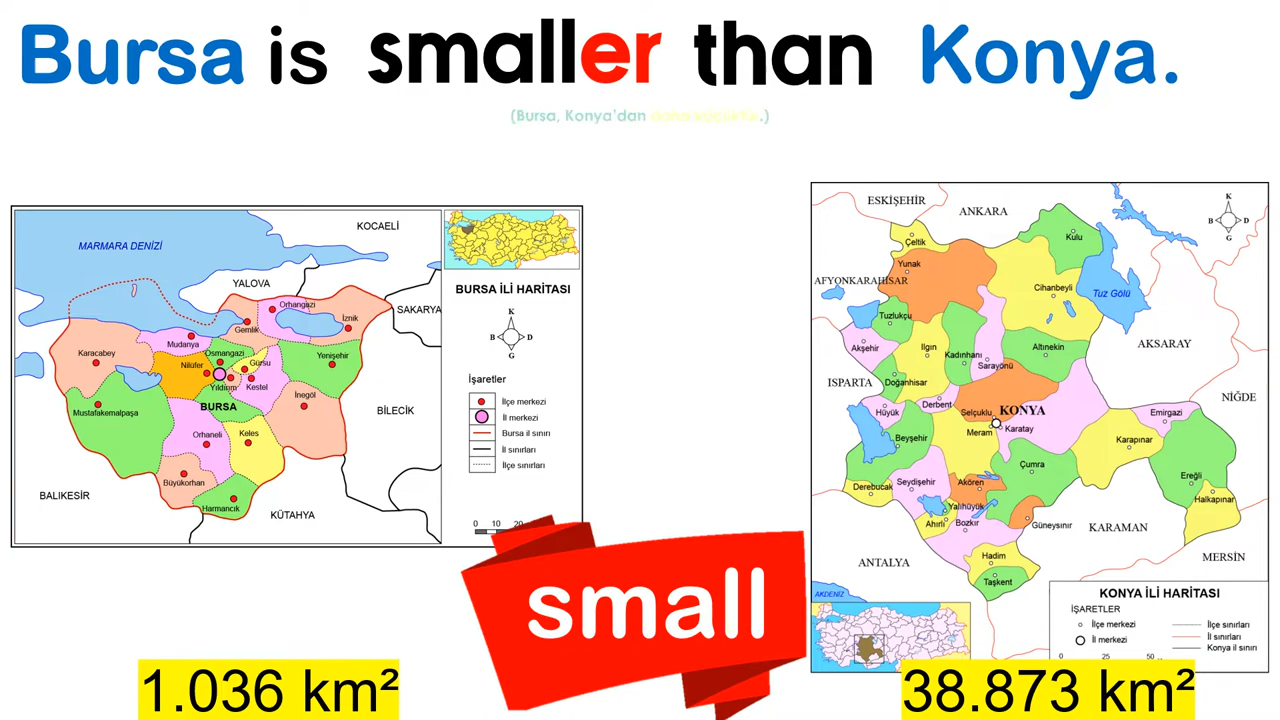 Bursa is smaller than Konya.
(Bursa, Konya'dan daha küçüktür.)
MARMARA DENİZİ
KOCAELİ
YALOVA
SAKARYA
Orhangazi
İznik
Gemlik
Mudanya
Karacabey
Osmangazi
Gürsu
Yenişehir
Nilüfer
Yıldırım
Kestel
İnegöl
BURSA
Mustafakemalpaşa
BİLECİK
Orhaneli
Keles
Büyükorhan
Harmancık
BALIKESİR
KÜTAHYA
BURSA İLİ HARİTASI
K
B D
G
İşaretler
İlçe merkezi
İl merkezi
Bursa il sınırı
İl sınırları
İlçe sınırları
0 10 20
ESKİŞEHİR
ANKARA
K
B D
G
Çeltik
Kulu
Yunak
AFYONKARAHİSAR
Cihanbeyli
Tuz Gölü
Tuzlukçu
Akşehir
Ilgın
Kadınhanı
Sarayönü
Altınekin
AKSARAY
ISPARTA
Doğanhisar
NİĞDE
Hüyük
Derbent
Selçuklu
KONYA
Emirgazi
Meram
Karatay
Beyşehir
Karapınar
Çumra
Ereğli
Derebucak
Seydişehir
Akören
Halkapınar
Yalıhüyük
Ahırlı
Bozkır
Güneysınır
KARAMAN
ANTALYA
Hadim
MERSİN
Taşkent
AKDENİZ
KONYA İLİ HARİTASI
İŞARETLER
İlçe merkezi
İl merkezi
İlçe sınırları
İl sınırları
Konya il sınırı
0 25 50
small
1.036 km²
38.873 km²